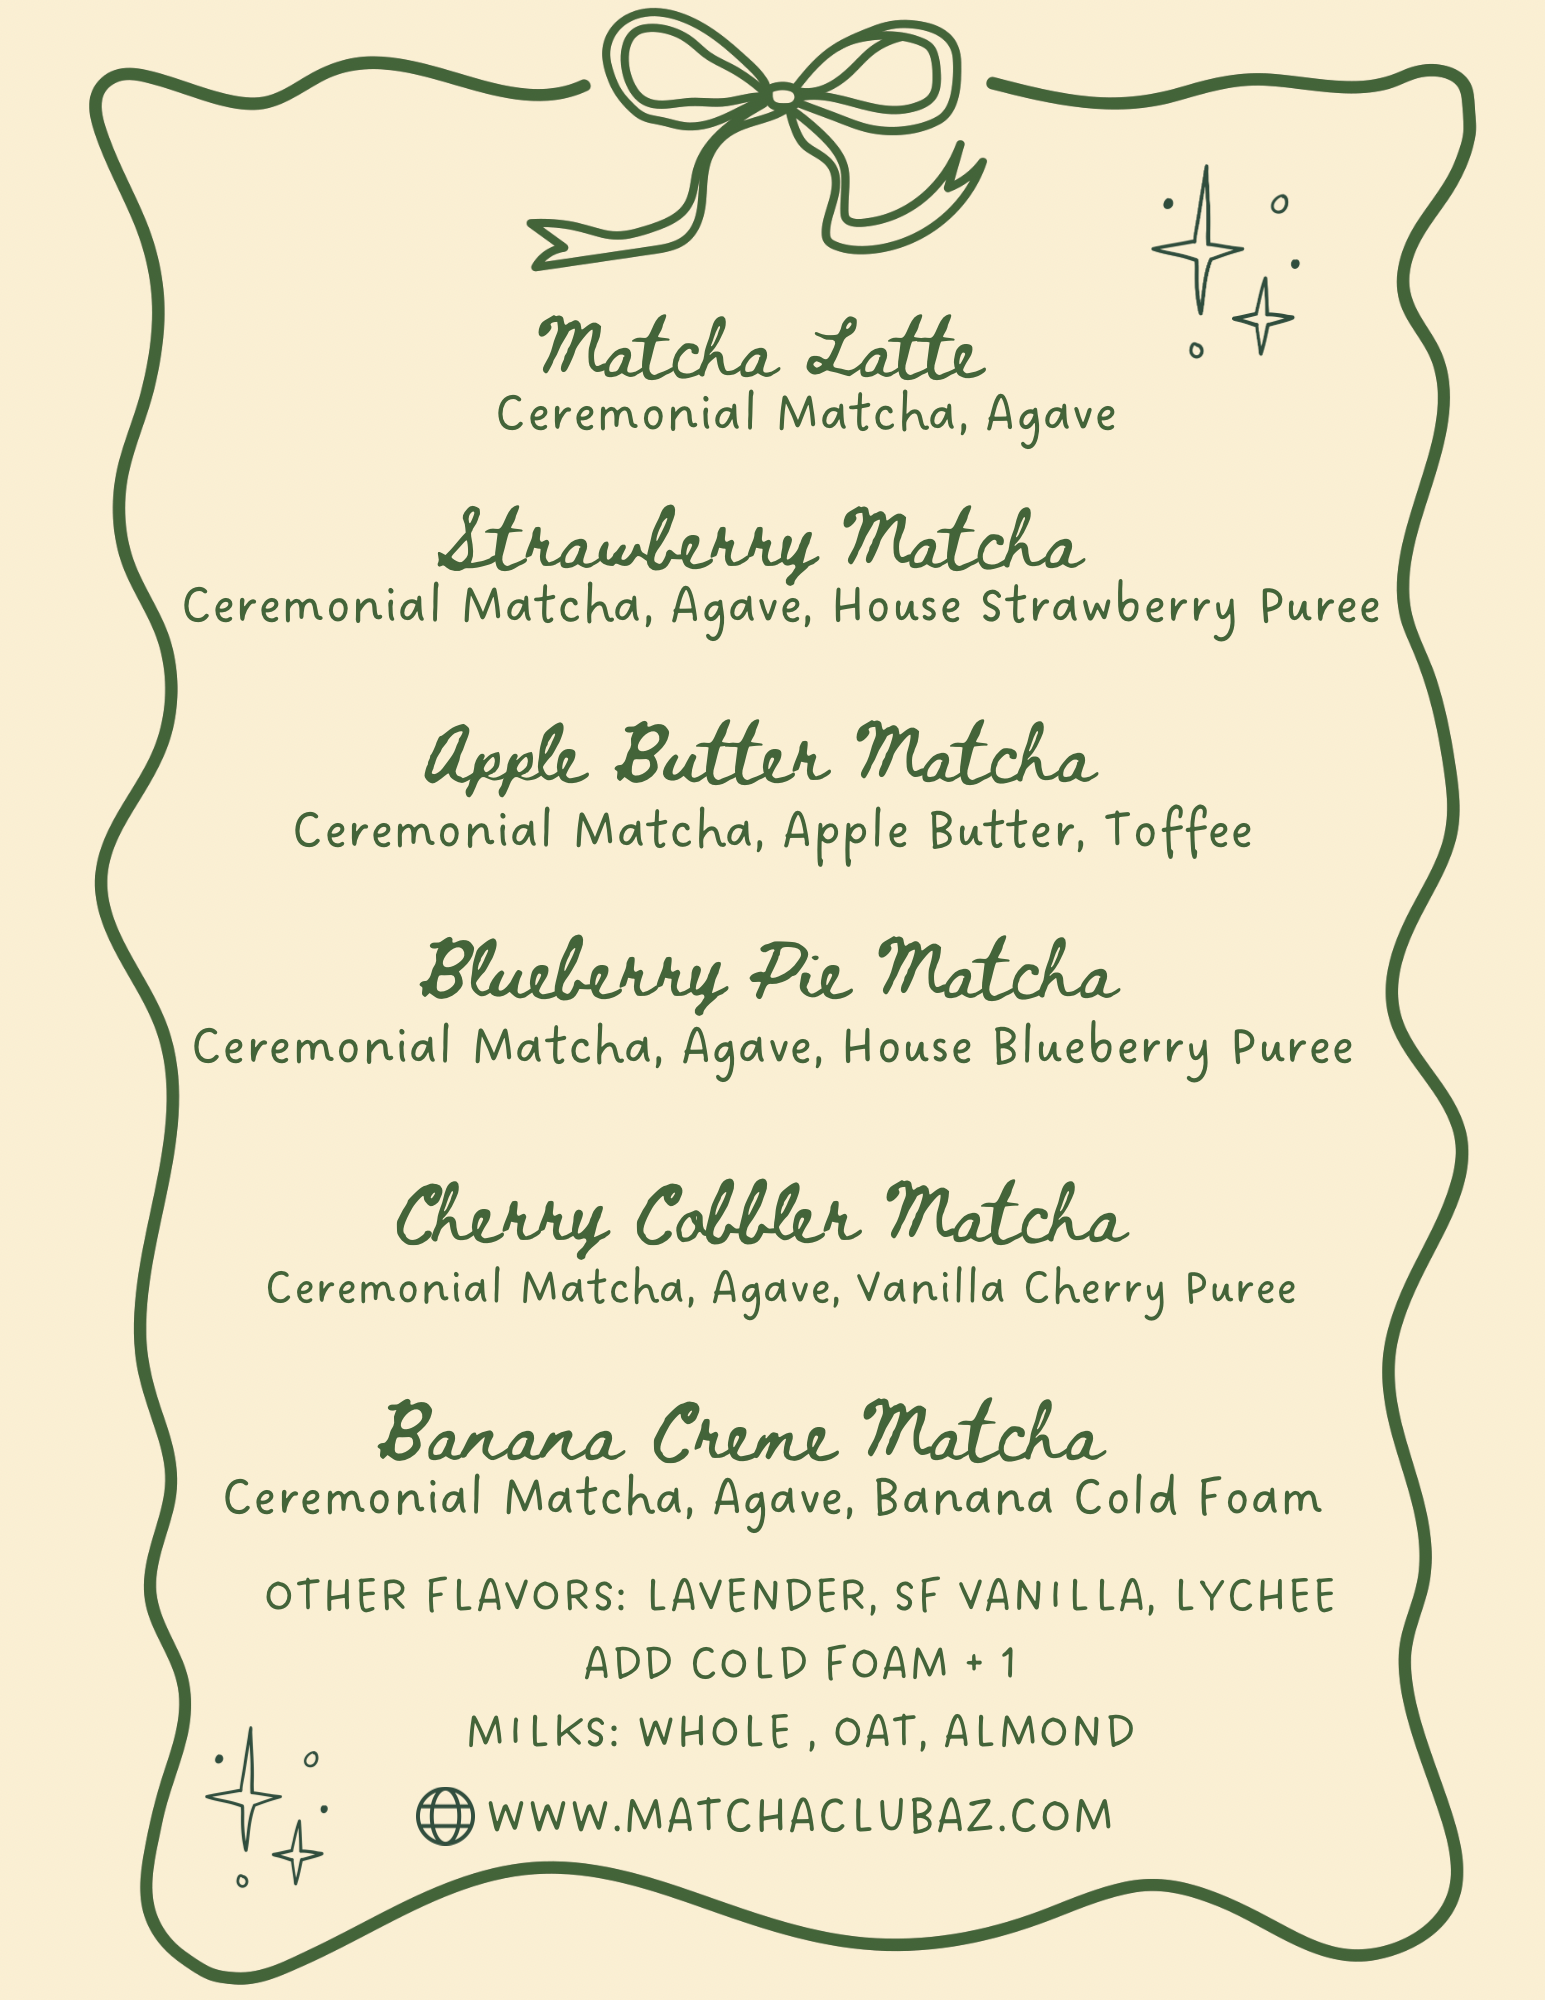 Matcha Latte
Ceremonial Matcha, Agave
Strawberry Matcha
Ceremonial Matcha, Agave, House Strawberry Puree
Apple Butter Matcha
Ceremonial Matcha, Apple Butter, Toffee
Blueberry Pie Matcha
Ceremonial Matcha, Agave, House Blueberry Puree
Cherry Cobbler Matcha
Ceremonial Matcha, Agave, Vanilla Cherry Puree
Banana Creme Matcha
Ceremonial Matcha, Agave, Banana Cold Foam
OTHER FLAVORS: LAVENDER, SF VANILLA, LYCHEE
ADD COLD FOAM + 1
MILKS: WHOLE , OAT, ALMOND
WWW.MATCHACLUBAZ.COM